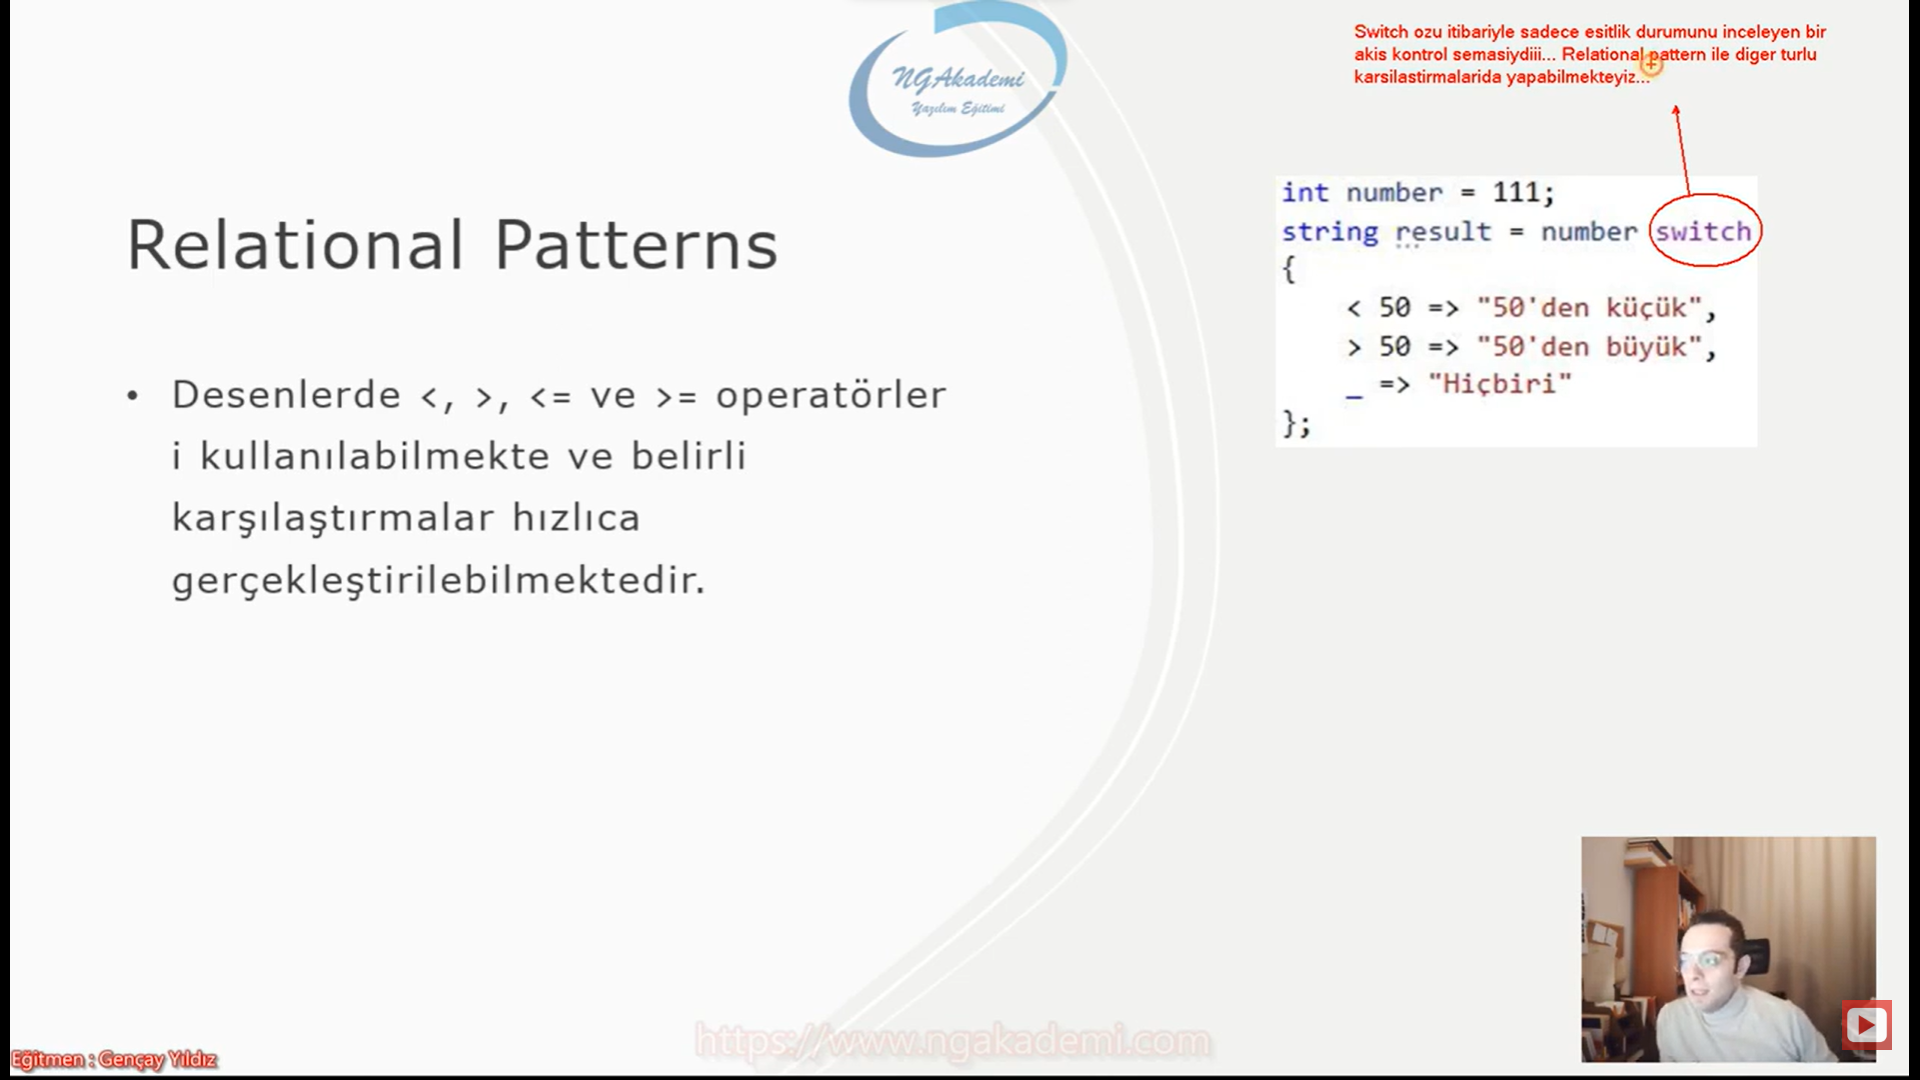 NGAkademi
Yazılım Eğitimi
Switch ozu itibariyle sadece esitlik durumunu inceleyen bir
akis kontrol semasiydiii... Relational pattern ile diger turlu
karsilastirmalarida yapabilmekteyiz...
Relational Patterns
• Desenlerde <, >, <= ve >= operatörler
i kullanılabilmekte ve belirli
karşılaştırmalar hızlıca
gerçekleştirilebilmektedir.
int number = 111;
string result = number switch
{
< 50 => "50'den küçük",
> 50 => "50'den büyük",
_ => "Hiçbiri"
};
https://www.ngakademi.com
Eğitmen : Gençay Yıldız